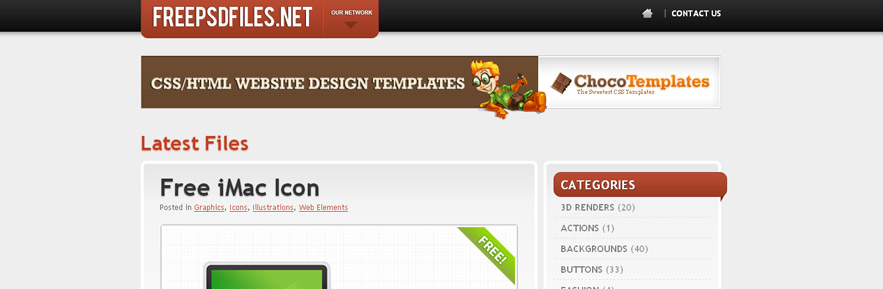 FREEPSDFILES.NET
OUR NETWORK
CONTACT US
CSS/HTML WEBSITE DESIGN TEMPLATES
ChocoTemplates
The Sweetest CSS Templates
Latest Files
Free iMac Icon
Posted in Graphics, Icons, Illustrations, Web Elements
FREE!
CATEGORIES
3D RENDERS (20)
ACTIONS (1)
BACKGROUNDS (40)
BUTTONS (33)